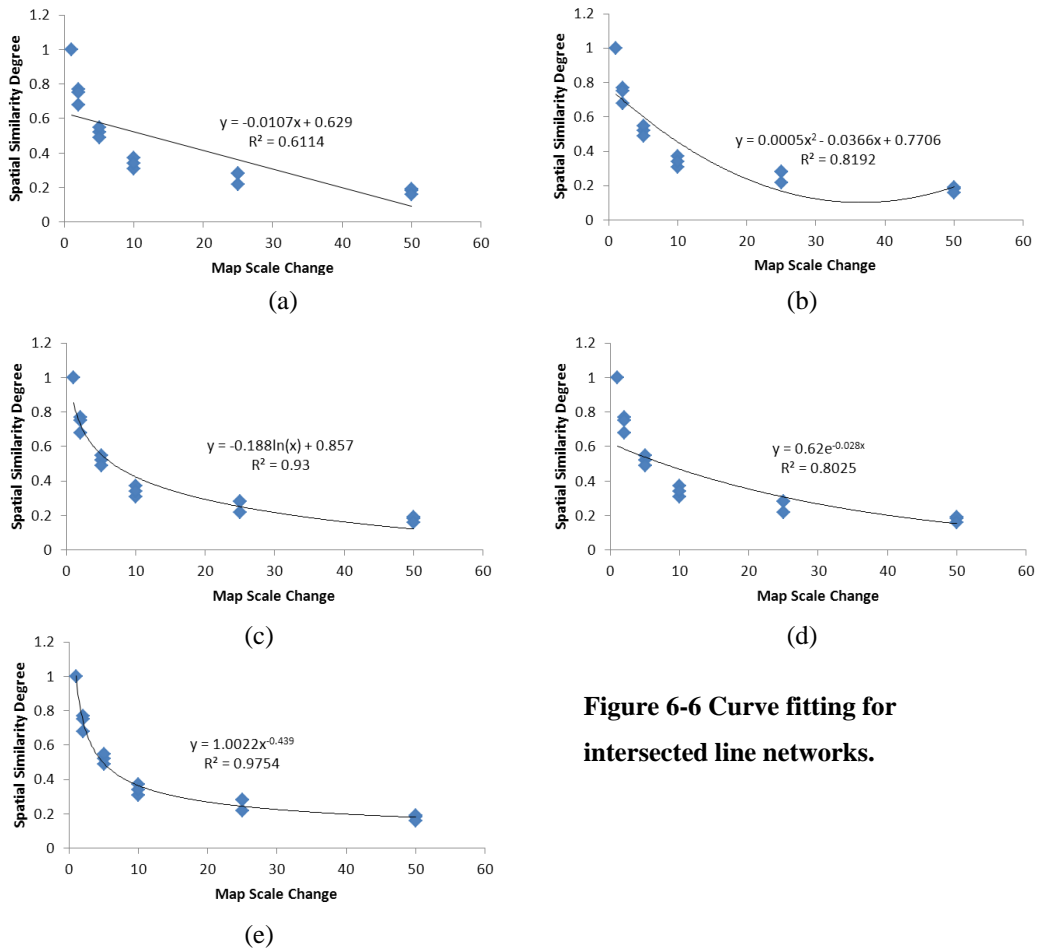 1.2
1
0.8
0.6
0.4
0.2
0
Spatial Similarity Degree
y = -0.0107x + 0.629
R² = 0.6114
0 10 20 30 40 50 60
Map Scale Change
(a)
1.2
1
0.8
0.6
0.4
0.2
0
Spatial Similarity Degree
y = 0.0005x² - 0.0366x + 0.7706
R² = 0.8192
0 10 20 30 40 50 60
Map Scale Change
(b)
1.2
1
0.8
0.6
0.4
0.2
0
Spatial Similarity Degree
y = -0.188ln(x) + 0.857
R² = 0.93
0 10 20 30 40 50 60
Map Scale Change
(c)
1.2
1
0.8
0.6
0.4
0.2
0
Spatial Similarity Degree
y = 0.62e⁻⁰·⁰²⁸ˣ
R² = 0.8025
0 10 20 30 40 50 60
Map Scale Change
(d)
1.2
1
0.8
0.6
0.4
0.2
0
Spatial Similarity Degree
y = 1.0022x⁻⁰·⁴³⁹
R² = 0.9754
0 10 20 30 40 50 60
Map Scale Change
(e)
Figure 6-6 Curve fitting for
intersected line networks.